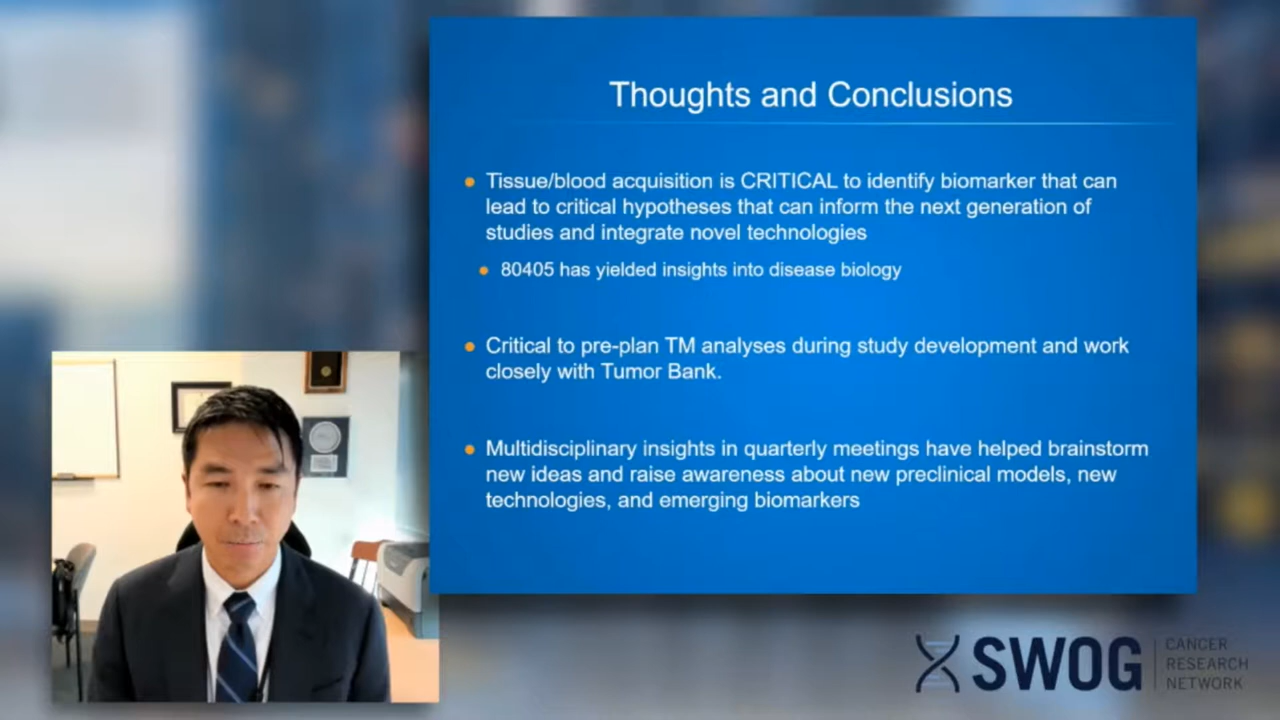 Thoughts and Conclusions
Tissue/blood acquisition is CRITICAL to identify biomarker that can
lead to critical hypotheses that can inform the next generation of
studies and integrate novel technologies
80405 has yielded insights into disease biology
Critical to pre-plan TM analyses during study development and work
closely with Tumor Bank.
Multidisciplinary insights in quarterly meetings have helped brainstorm
new ideas and raise awareness about new preclinical models, new
technologies, and emerging biomarkers
SWOG
CANCER
RESEARCH
NETWORK